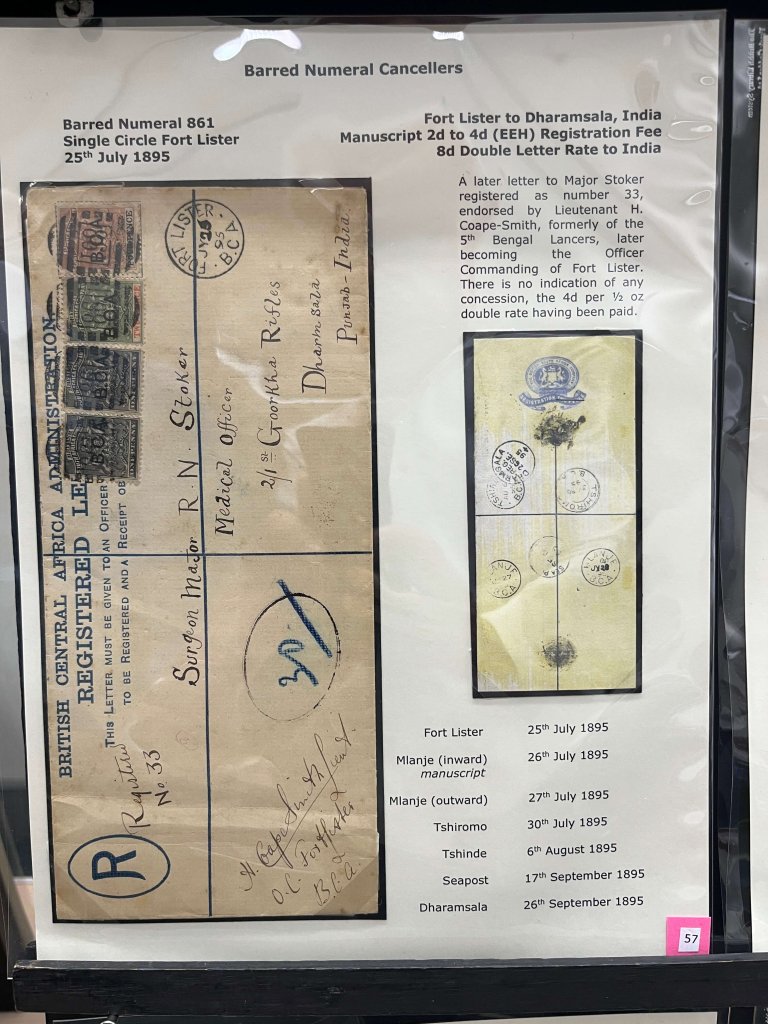 Barred Numeral Cancellers
Barred Numeral 861
Single Circle Fort Lister
25th July 1895
Fort Lister to Dharamsala, India
Manuscript 2d to 4d (EEH) Registration Fee
8d Double Letter Rate to India
A later letter to Major Stoker
registered as number 33,
endorsed by Lieutenant H.
Coape-Smith, formerly of the
5th Bengal Lancers, later
becoming the Officer
Commanding of Fort Lister.
There is no indication of any
concession, the 4d per ½ oz
double rate having been paid.
BRITISH CENTRAL AFRICA ADMINISTRATION.
REGISTERED LE
THIS LETTER MUST BE GIVEN TO AN OFFICER
TO BE REGISTERED AND A RECEIPT OB
B.C.A.
B.C.A.
B.C.A.
B.C.A.
FORT LISTER
JY 25
95
B.C.A.
Surgeon Major R. N. Stoker
Medical Officer
2/1st Goorkha Rifles
Dharmsala
Punjab-India
R
Registered
No 33
H. Coape Smith Lieut.
O.C. Fort Lister
B.C.A.
REGISTRATION
TSHIROMO
B.C.A.
B.C.A.
LANJE
JY 28
B.C.A.
Fort Lister 25th July 1895
Mlanje (inward) 26th July 1895
manuscript
Mlanje (outward) 27th July 1895
Tshiromo 30th July 1895
Tshinde 6th August 1895
Seapost 17th September 1895
Dharamsala 26th September 1895
57